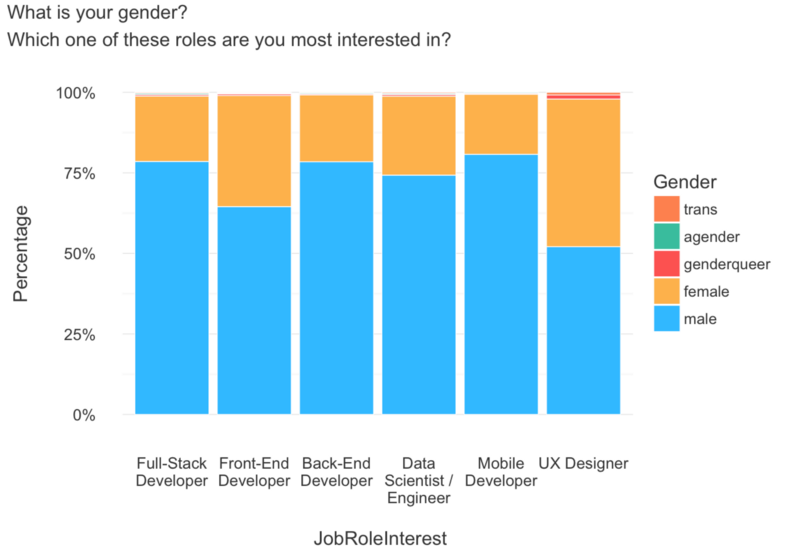 What is your gender?
Which one of these roles are you most interested in?
100%
75%
50%
25%
0%
Percentage
Full-Stack
Developer
Front-End
Developer
Back-End
Developer
Data
Scientist /
Engineer
Mobile
Developer
UX Designer
JobRoleInterest
Gender
trans
agender
genderqueer
female
male